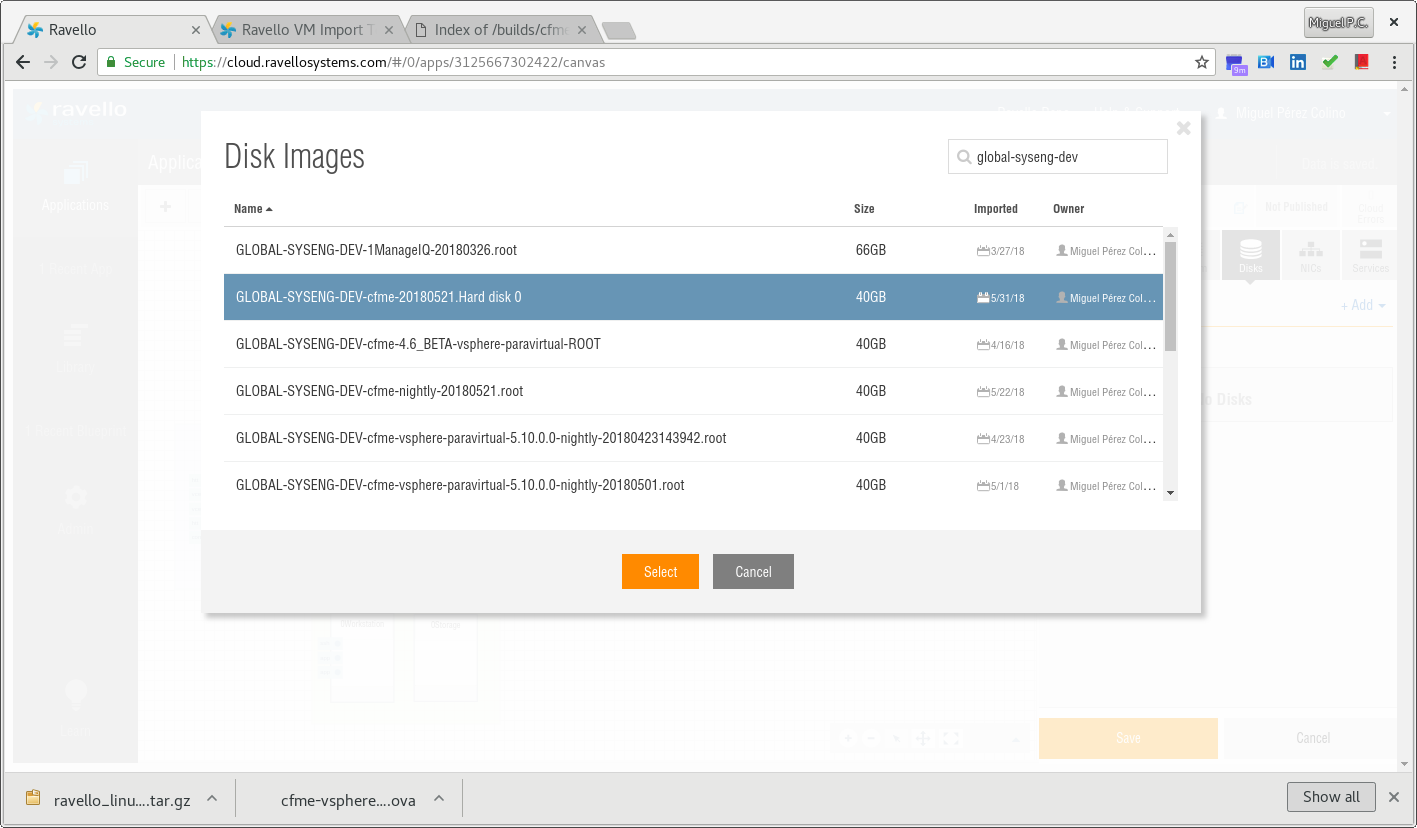 Ravello
Ravello VM Import T
Index of /builds/cfme
Miguel P.C.
Secure
https://cloud.ravellosystems.com/#/0/apps/3125667302422/canvas
9m
ravello
Miguel Pérez Colino
Applications
Disk Images
global-syseng-dev
Name Size Imported Owner
GLOBAL-SYSENG-DEV-1ManageIQ-20180326.root 66GB 3/27/18 Miguel Pérez Col...
GLOBAL-SYSENG-DEV-cfme-20180521.Hard disk 0 40GB 5/31/18 Miguel Pérez Col...
GLOBAL-SYSENG-DEV-cfme-4.6_BETA-vsphere-paravirtual-ROOT 40GB 4/16/18 Miguel Pérez Col...
GLOBAL-SYSENG-DEV-cfme-nightly-20180521.root 40GB 5/22/18 Miguel Pérez Col...
GLOBAL-SYSENG-DEV-cfme-vsphere-paravirtual-5.10.0.0-nightly-20180423143942.root 40GB 4/23/18 Miguel Pérez Col...
GLOBAL-SYSENG-DEV-cfme-vsphere-paravirtual-5.10.0.0-nightly-20180501.root 40GB 5/1/18 Miguel Pérez Col...
Select
Cancel
Not Published
Disks
NICs
Services
+ Add
o Disks
Save
Cancel
ravello_linu....tar.gz
cfme-vsphere....ova
Show all